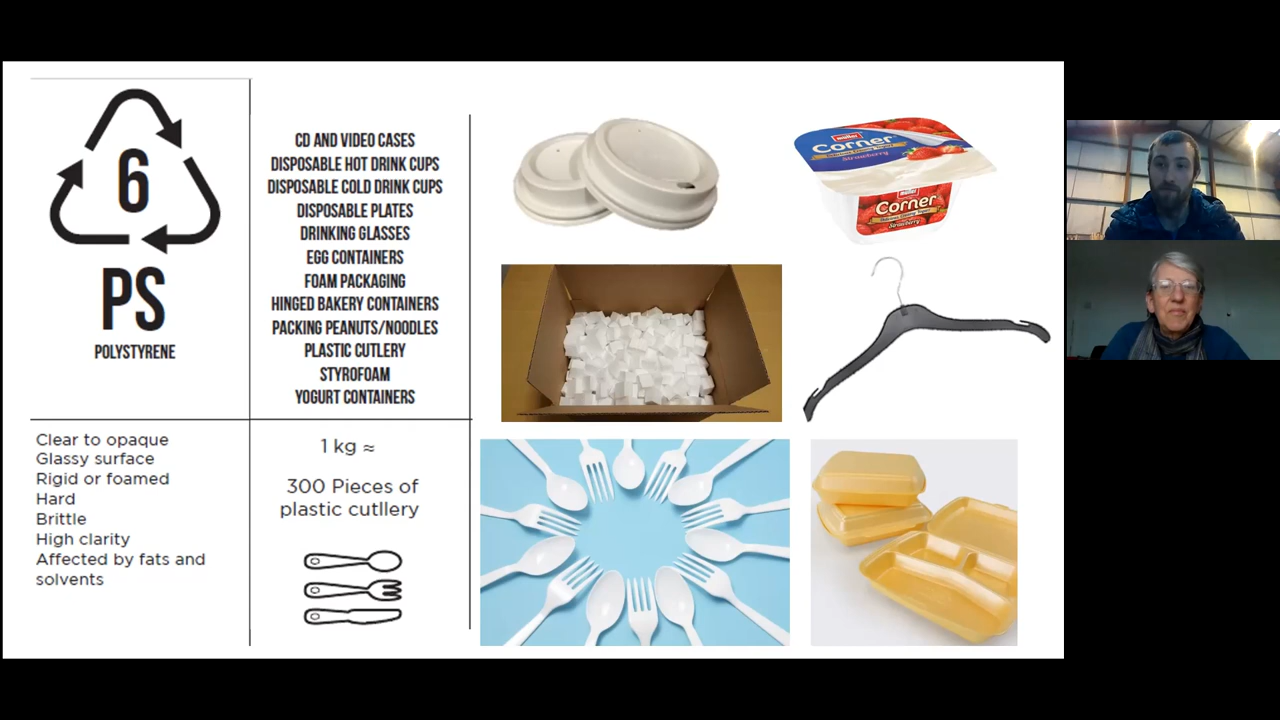 6
PS
POLYSTYRENE
CD AND VIDEO CASES
DISPOSABLE HOT DRINK CUPS
DISPOSABLE COLD DRINK CUPS
DISPOSABLE PLATES
DRINKING GLASSES
EGG CONTAINERS
FOAM PACKAGING
HINGED BAKERY CONTAINERS
PACKING PEANUTS/NOODLES
PLASTIC CUTLERY
STYROFOAM
YOGURT CONTAINERS
Clear to opaque
Glassy surface
Rigid or foamed
Hard
Brittle
High clarity
Affected by fats and
solvents
1 kg ≈
300 Pieces of
plastic cutllery
müller
Corner
Strawberry
müller
Corner
Strawberry